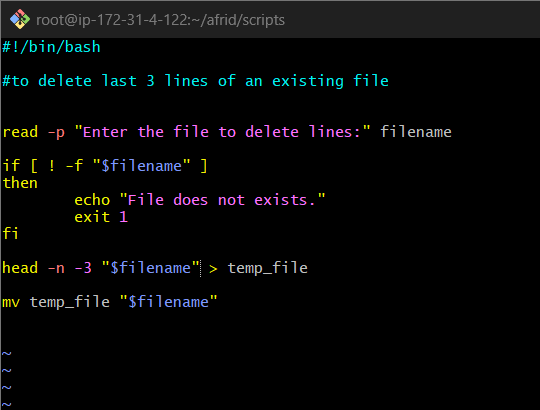 root@ip-172-31-4-122:~/afrid/scripts
#!/bin/bash
#to delete last 3 lines of an existing file
read -p "Enter the file to delete lines:" filename
if [ ! -f "$filename" ]
then
echo "File does not exists."
exit 1
fi
head -n -3 "$filename" > temp_file
mv temp_file "$filename"
~
~
~
~